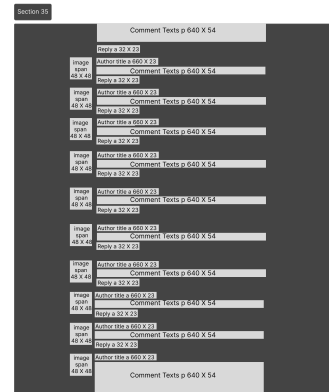 Section 35
Comment Texts p 640 X 54
Reply a 32 X 23
image span 48 X 48
Author title a 660 X 23
Comment Texts p 640 X 54
Reply a 32 X 23
image span 48 X 48
Author title a 660 X 23
Comment Texts p 640 X 54
Reply a 32 X 23
image span 48 X 48
Author title a 660 X 23
Comment Texts p 640 X 54
Reply a 32 X 23
image span 48 X 48
Author title a 660 X 23
Comment Texts p 640 X 54
Reply a 32 X 23
image span 48 X 48
Author title a 660 X 23
Comment Texts p 640 X 54
Reply a 32 X 23
image span 48 X 48
Author title a 660 X 23
Comment Texts p 640 X 54
Reply a 32 X 23
image span 48 X 48
Author title a 660 X 23
Comment Texts p 640 X 54
Reply a 32 X 23
image span 48 X 48
Author title a 660 X 23
Comment Texts p 640 X 54
Reply a 32 X 23
image span 48 X 48
Author title a 660 X 23
Comment Texts p 640 X 54
Reply a 32 X 23
image span 48 X 48
Author title a 660 X 23
Comment Texts p 640 X 54